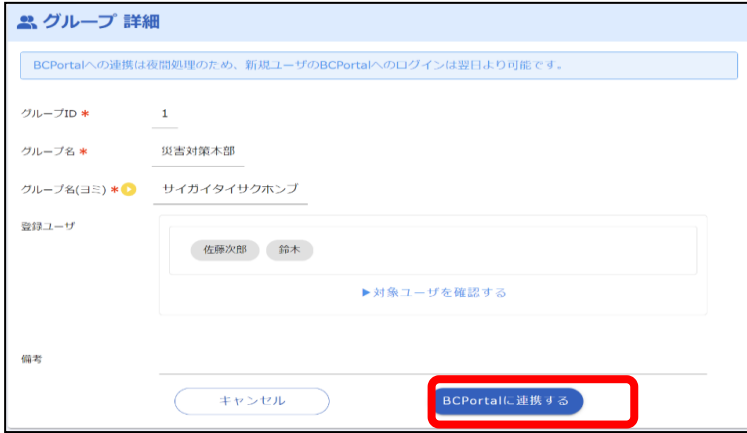 グループ 詳細
BCPortalへの連携は夜間処理のため、新規ユーザのBCPortalへのログインは翌日より可能です。
グループID * 1
グループ名 * 災害対策本部
グループ名(ヨミ) * サイガイタイサクホンブ
登録ユーザ
佐藤次郎 鈴木
▶対象ユーザを確認する
備考
キャンセル BCPortalに連携する